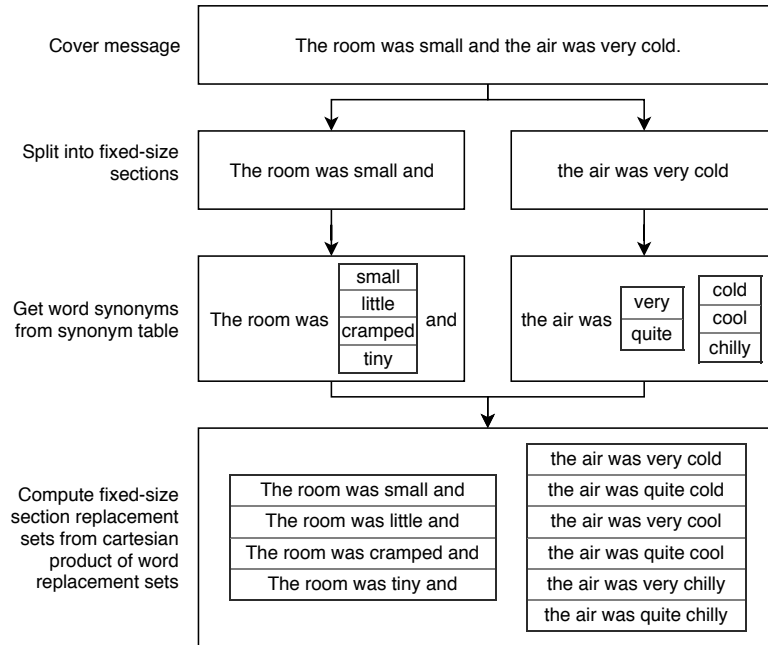 Cover message
The room was small and the air was very cold.
Split into fixed-size
sections
The room was small and
the air was very cold
Get word synonyms
from synonym table
The room was
small
little
cramped
tiny
and
the air was
very
quite
cold
cool
chilly
Compute fixed-size
section replacement
sets from cartesian
product of word
replacement sets
The room was small and
The room was little and
The room was cramped and
The room was tiny and
the air was very cold
the air was quite cold
the air was very cool
the air was quite cool
the air was very chilly
the air was quite chilly